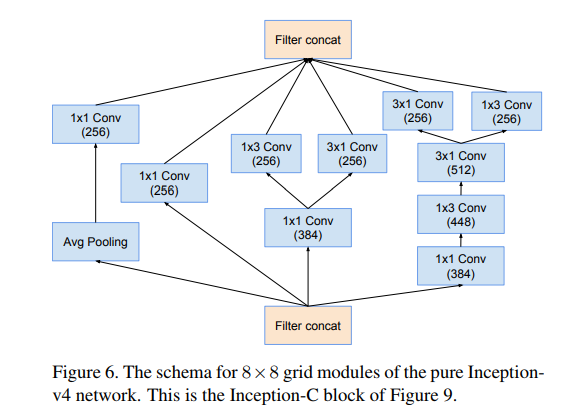 Filter concat
1x1 Conv
(256)
1x1 Conv
(256)
1x3 Conv
(256)
3x1 Conv
(256)
3x1 Conv
(256)
1x3 Conv
(256)
3x1 Conv
(512)
1x3 Conv
(448)
1x1 Conv
(384)
1x1 Conv
(384)
Avg Pooling
Filter concat
Figure 6. The schema for 8×8 grid modules of the pure Inception-
v4 network. This is the Inception-C block of Figure 9.